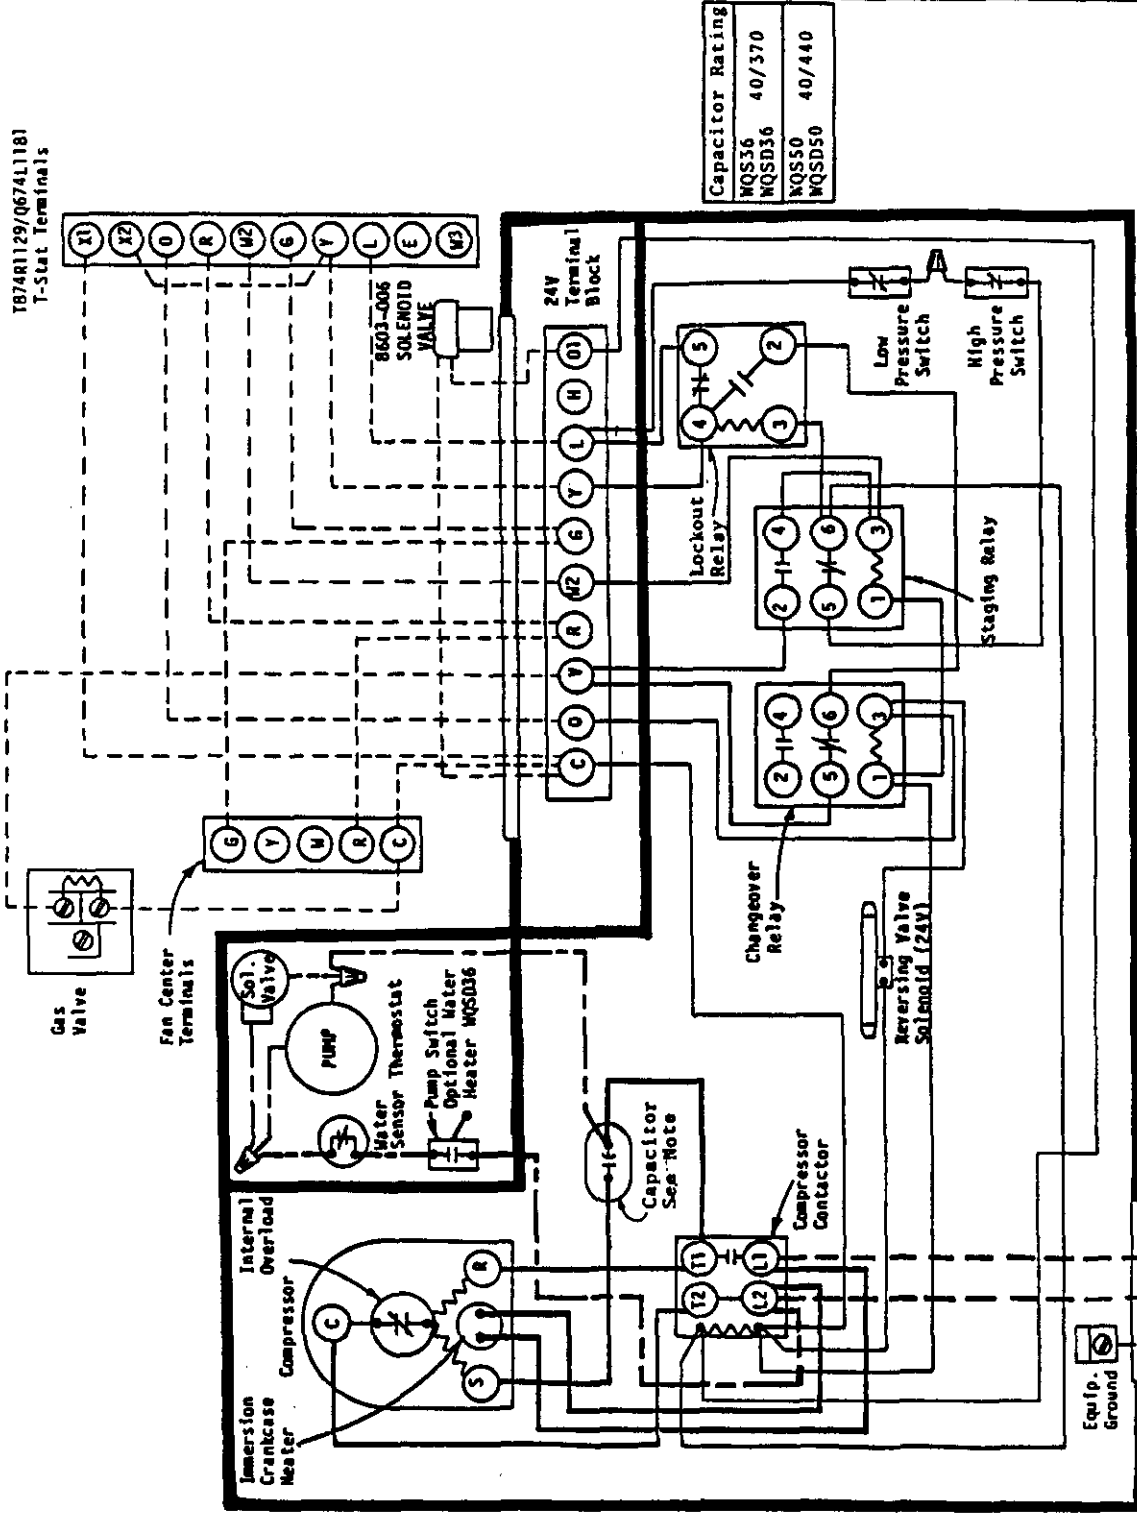 T874R1129/Q674L1181
T-Stat Terminals
X1
X2
O
R
W2
G
Y
L
E
W3
Gas
Valve
Fan Center
Terminals
G
Y
W
R
C
8603-006
SOLENOID
VALVE
24V
Terminal
Block
C
O
V
R
W2
G
Y
L
H
O1
Capacitor Rating
WQS36
WQSD36
40/370
WQS50
WQSD50
40/440
Sol.
Valve
PUMP
Water
Sensor Thermostat
Pump Switch
Optional Water
Heater WQSD36
Internal
Overload
Compressor
Immersion
Crankcase
Heater
C
R
S
Capacitor
See Note
T1
L1
T2
L2
Compressor
Contactor
Equip.
Ground
Reversing Valve
Solenoid (24V)
Changeover
Relay
2
4
5
6
1
3
Staging Relay
2
4
5
6
1
3
Lockout
Relay
5
2
4
3
Low
Pressure
Switch
High
Pressure
Switch